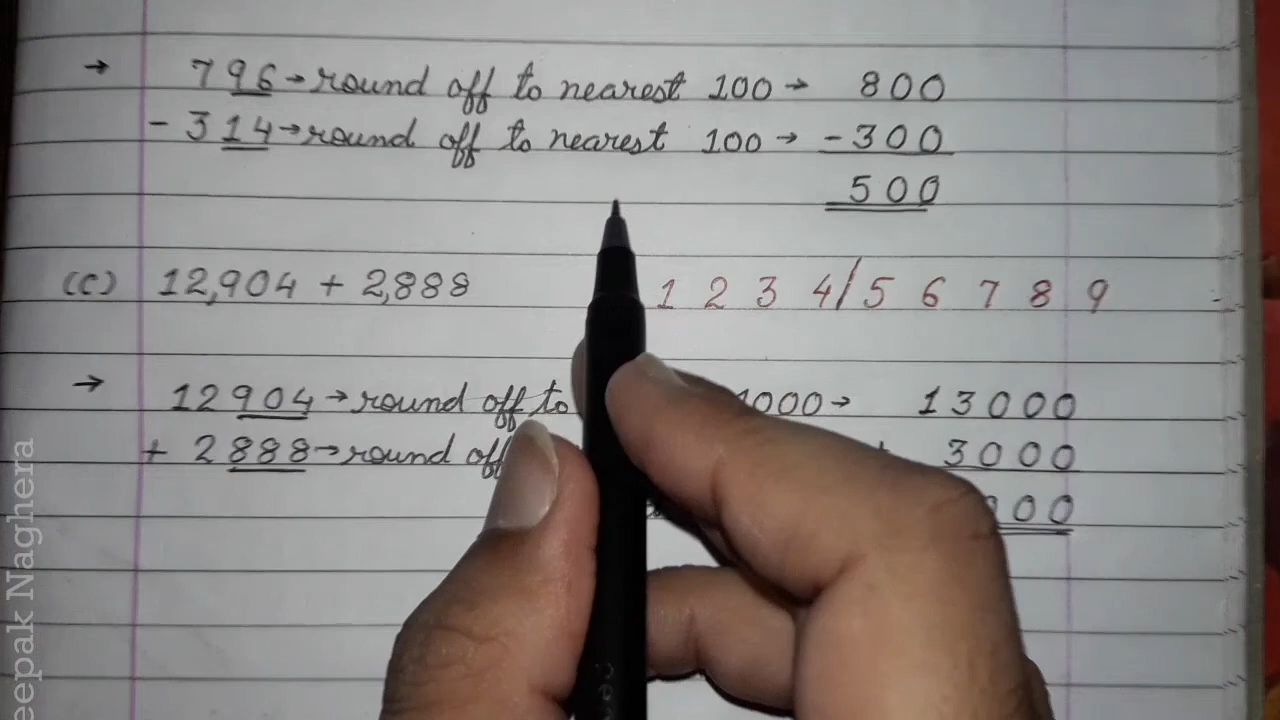 → 796→round off to nearest 100→ 800
- 314→round off to nearest 100→ -300
500
(c) 12,904 + 2,888 1 2 3 4/5 6 7 8 9
→ 12904→round off to 1000→ 13000
+ 2888→round off 3000
00
eepak Naghera